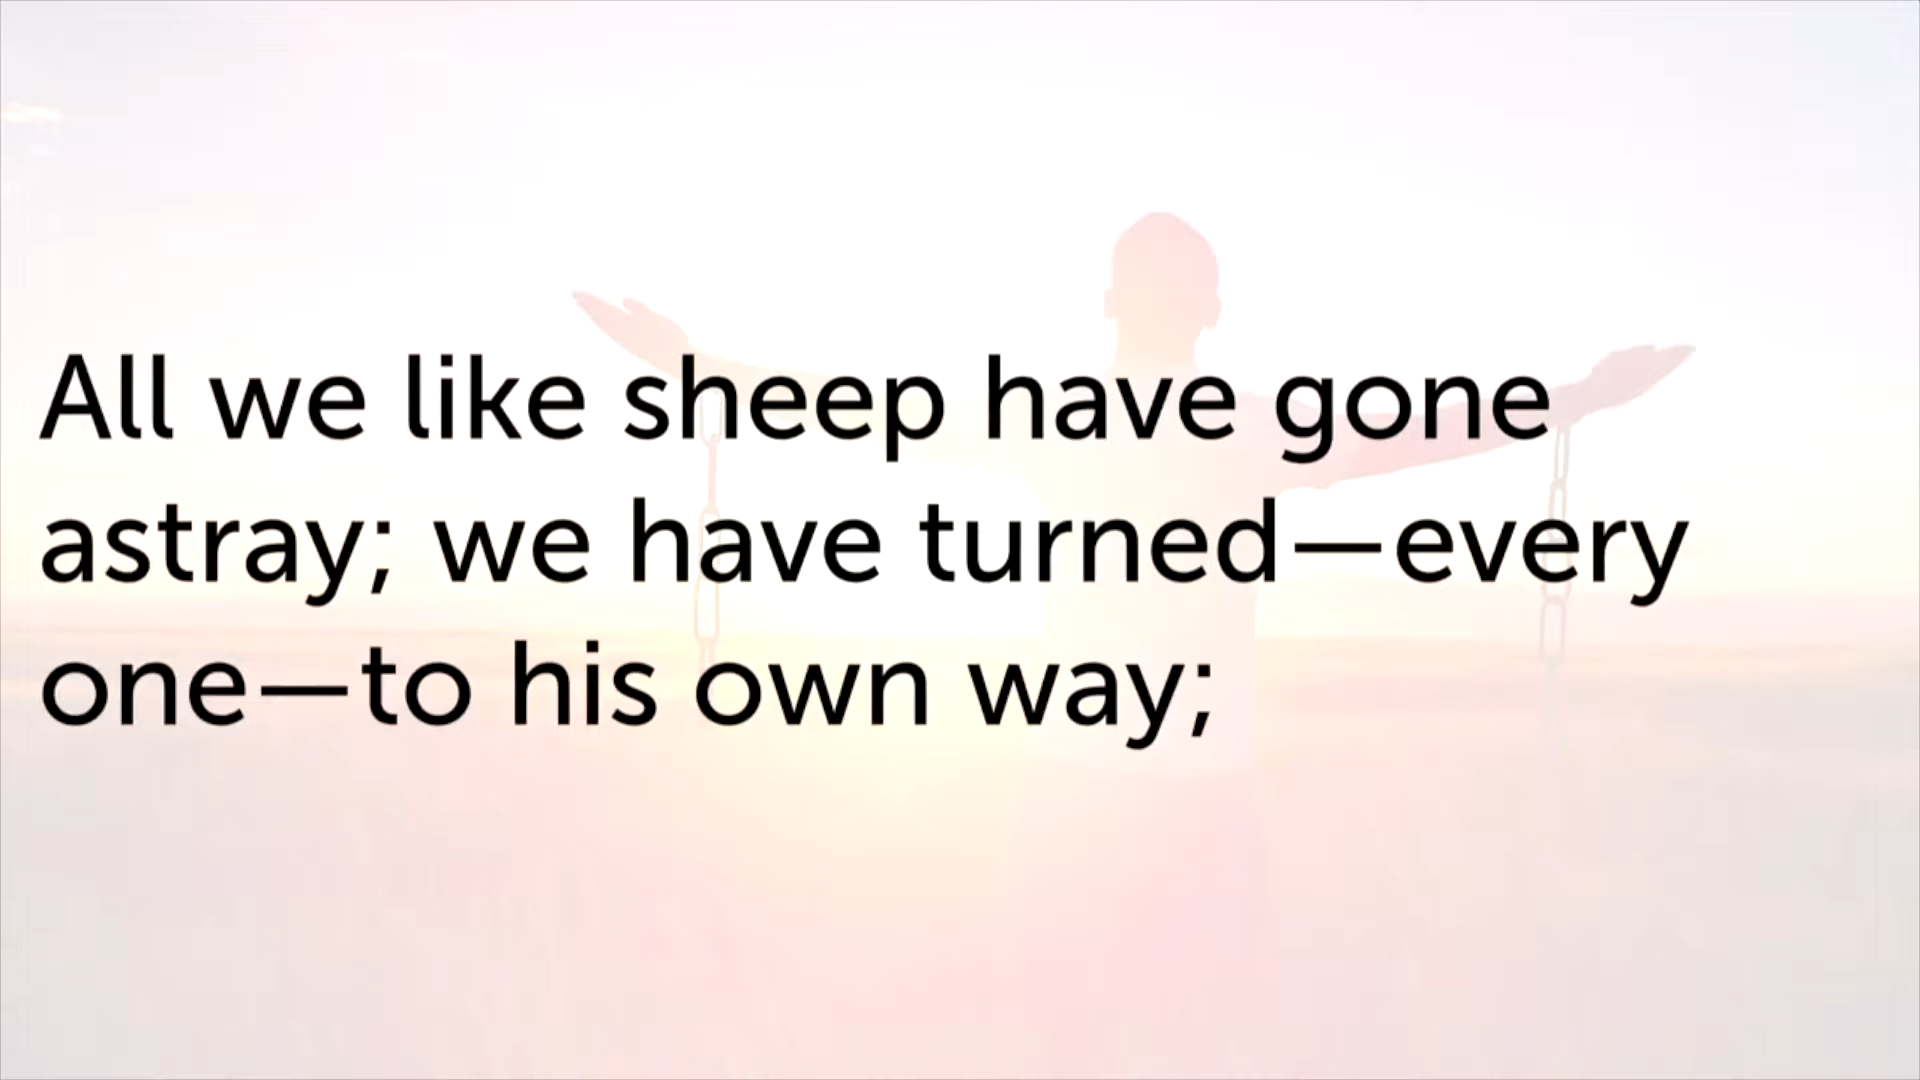 All we like sheep have gone
astray; we have turned—every
one—to his own way;